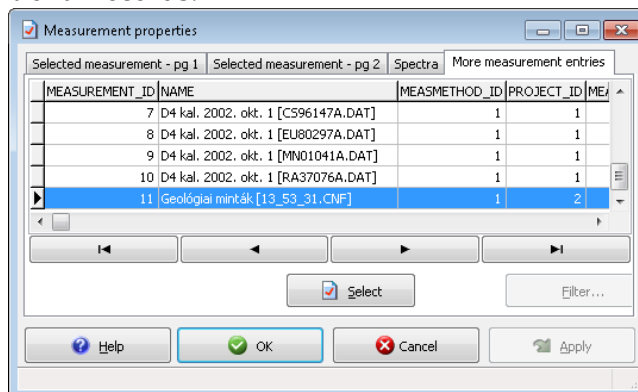 Measurement properties
Selected measurement - pg 1 Selected measurement - pg 2 Spectra More measurement entries
MEASUREMENT_ID NAME MEASMETHOD_ID PROJECT_ID
7 D4 kal. 2002. okt. 1 [CS96147A.DAT] 1 1
8 D4 kal. 2002. okt. 1 [EU80297A.DAT] 1 1
9 D4 kal. 2002. okt. 1 [MN01041A.DAT] 1 1
10 D4 kal. 2002. okt. 1 [RA37076A.DAT] 1 1
11 Geológiai minták [13_53_31.CNF] 1 2
Select Filter...
Help OK Cancel Apply